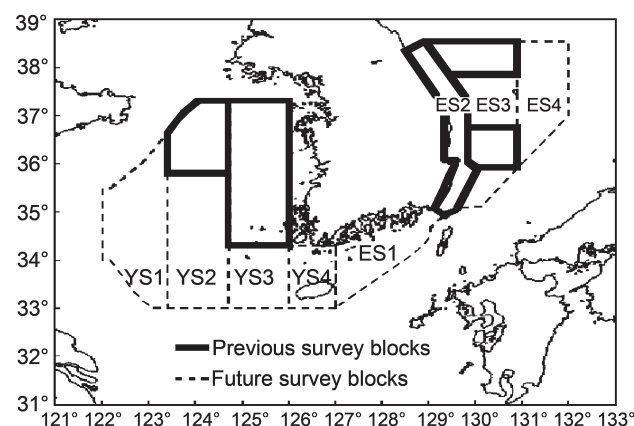 39°
38°
37°
36°
35°
34°
33°
32°
31°
ES2 ES3 ES4
YS1 YS2 YS3 YS4 ES1
Previous survey blocks
Future survey blocks
121° 122° 123° 124° 125° 126° 127° 128° 129° 130° 131° 132° 133°